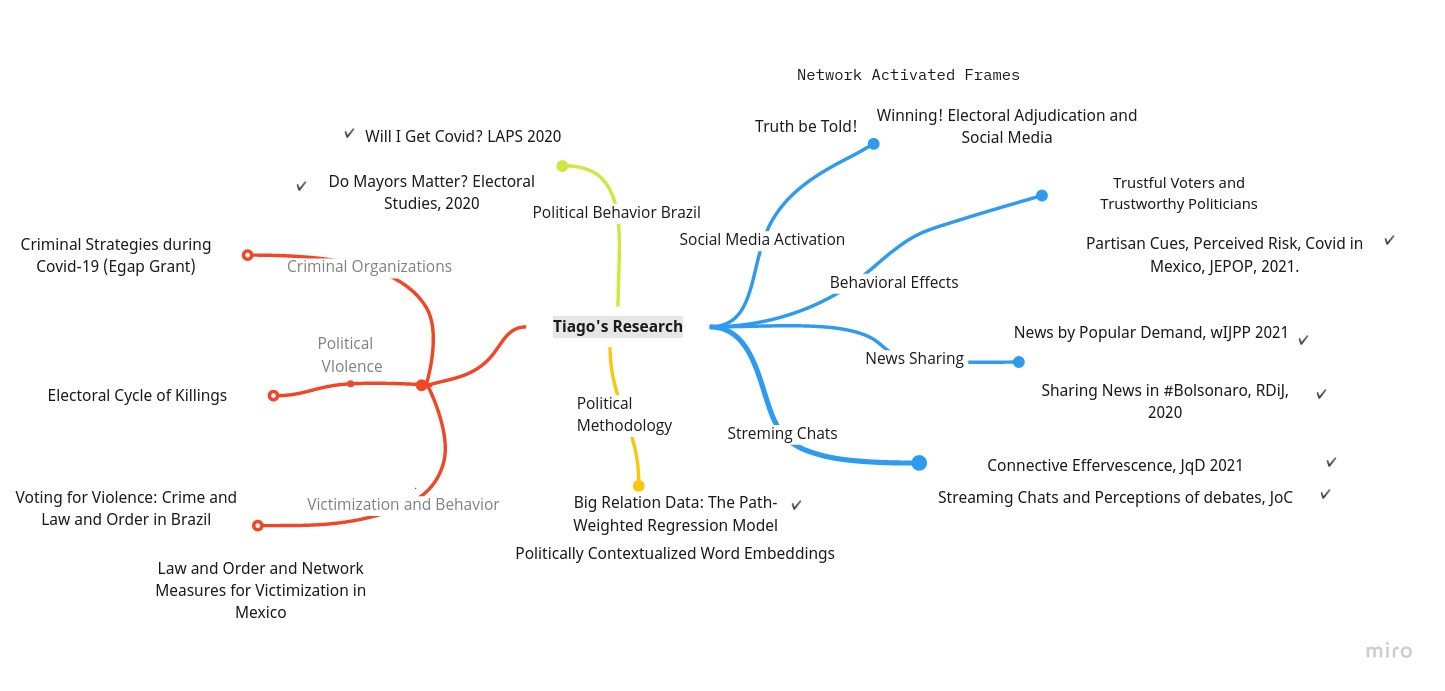 Network Activated Frames
Truth be Told!
Winning! Electoral Adjudication and
Social Media
✓ Will I Get Covid? LAPS 2020
✓ Do Mayors Matter? Electoral
Studies, 2020
Political Behavior Brazil
Trustful Voters and
Trustworthy Politicians
Social Media Activation
Partisan Cues, Perceived Risk, Covid in ✓
Mexico, JEPOP, 2021.
Behavioral Effects
Criminal Strategies during
Covid-19 (Egap Grant)
Criminal Organizations
Tiago's Research
News by Popular Demand, wIJPP 2021 ✓
News Sharing
Sharing News in #Bolsonaro, RDiJ, ✓
2020
Political
VIolence
Electoral Cycle of Killings
Political
Methodology
Streming Chats
Connective Effervescence, JqD 2021 ✓
Streaming Chats and Perceptions of debates, JoC ✓
Voting for Violence: Crime and
Law and Order in Brazil
Victimization and Behavior
Big Relation Data: The Path- ✓
Weighted Regression Model
Politically Contextualized Word Embeddings
Law and Order and Network
Measures for Victimization in
Mexico
miro